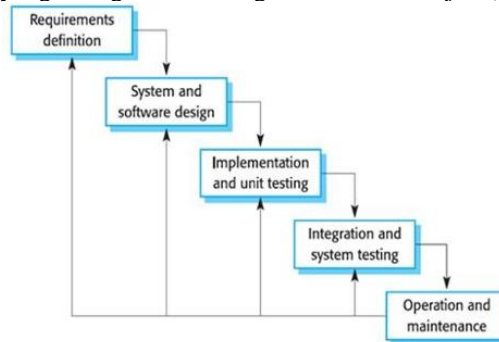 Requirements
definition
System and
software design
Implementation
and unit testing
Integration and
system testing
Operation and
maintenance